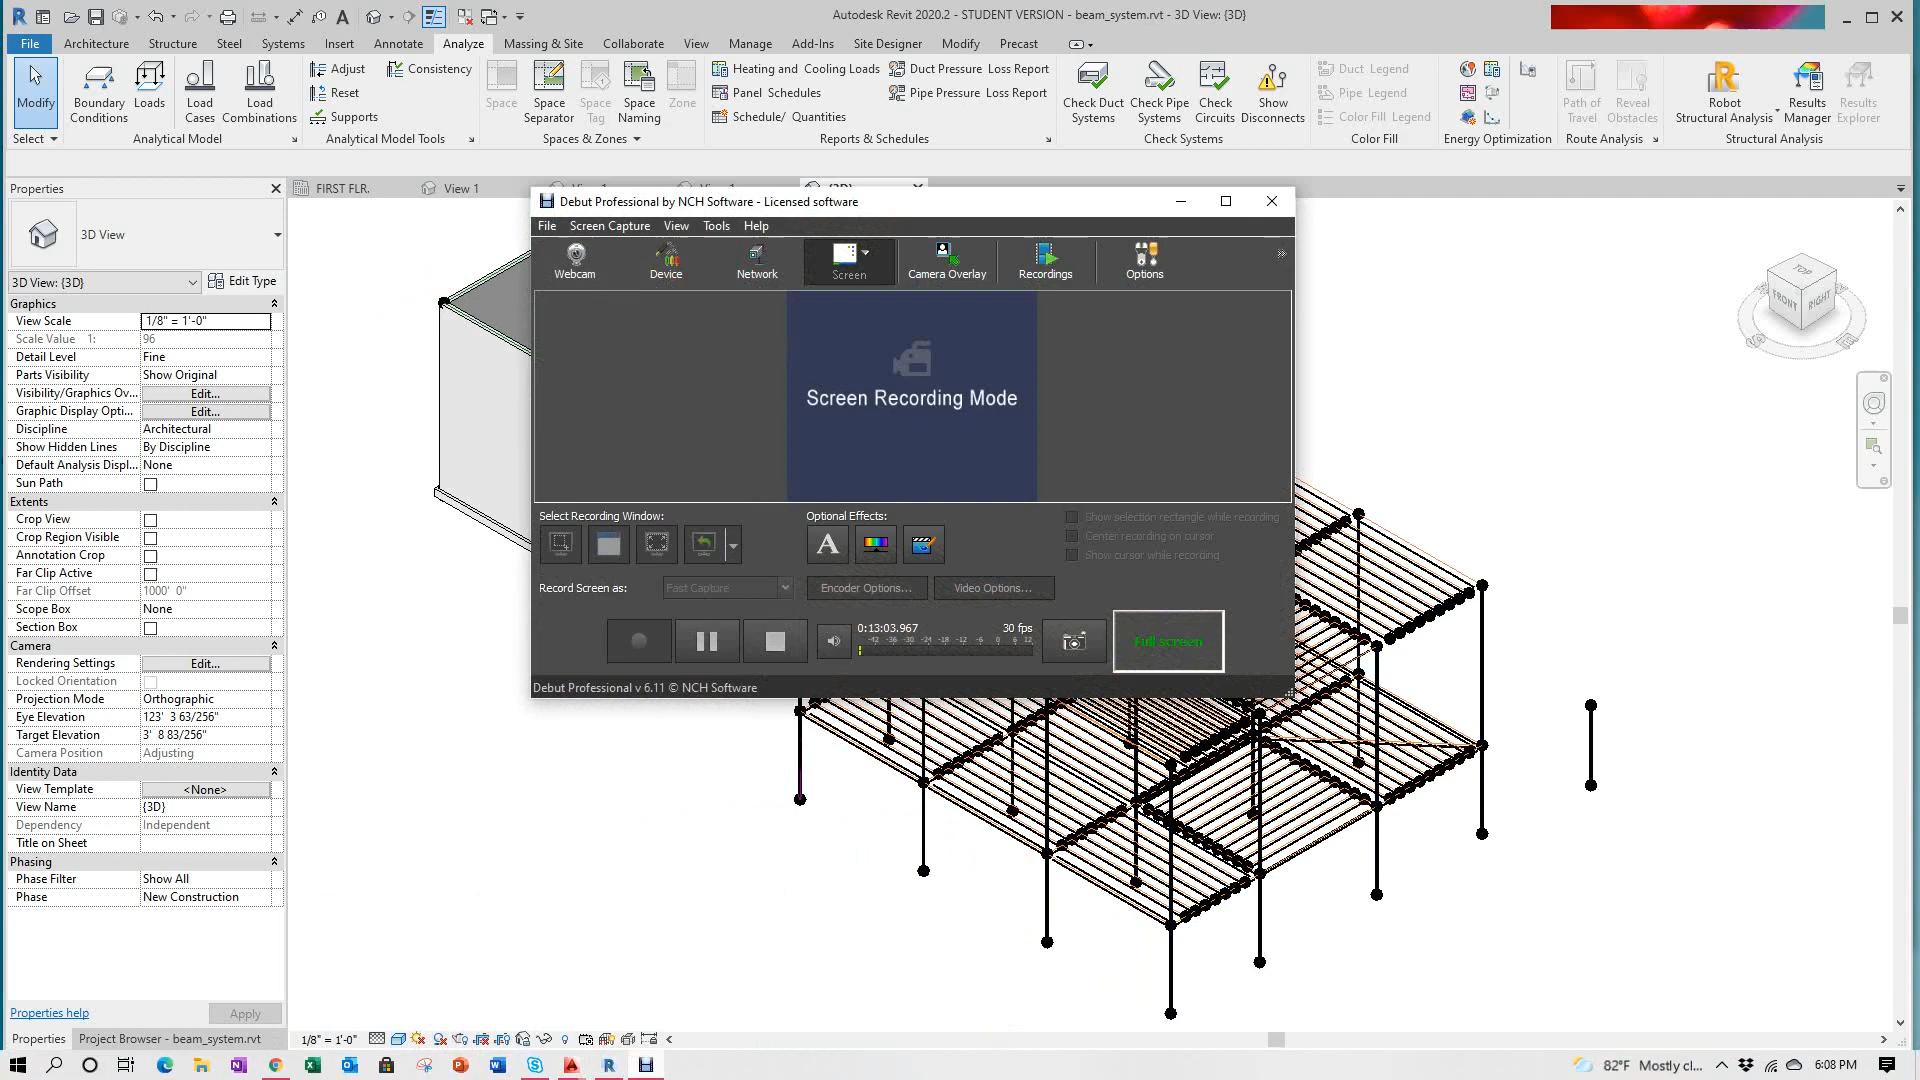 Autodesk Revit 2020.2 - STUDENT VERSION - beam_system.rvt - 3D View: {3D}
File Architecture Structure Steel Systems Insert Annotate Analyze Massing & Site Collaborate View Manage Add-Ins Site Designer Modify Precast
Modify
Boundary Conditions
Loads
Load Cases
Load Combinations
Adjust
Reset
Supports
Consistency
Space
Space Separator
Space Tag
Space Naming
Zone
Heating and Cooling Loads
Panel Schedules
Schedule/ Quantities
Duct Pressure Loss Report
Pipe Pressure Loss Report
Check Duct Systems
Check Pipe Systems
Check Circuits
Show Disconnects
Duct Legend
Pipe Legend
Color Fill Legend
Path of Travel
Reveal Obstacles
Robot Structural Analysis
Results Manager
Results Explorer
Select Analytical Model Analytical Model Tools Spaces & Zones Reports & Schedules Check Systems Color Fill Energy Optimization Route Analysis Structural Analysis
Properties
FIRST FLR. View 1
3D View
3D View: {3D} Edit Type
Graphics
View Scale 1/8" = 1'-0"
Scale Value 1: 96
Detail Level Fine
Parts Visibility Show Original
Visibility/Graphics Ov... Edit...
Graphic Display Opti... Edit...
Discipline Architectural
Show Hidden Lines By Discipline
Default Analysis Displ... None
Sun Path
Extents
Crop View
Crop Region Visible
Annotation Crop
Far Clip Active
Far Clip Offset 1000' 0"
Scope Box None
Section Box
Camera
Rendering Settings Edit...
Locked Orientation
Projection Mode Orthographic
Eye Elevation 123' 3 63/256"
Target Elevation 3' 8 83/256"
Camera Position Adjusting
Identity Data
View Template <None>
View Name {3D}
Dependency Independent
Title on Sheet
Phasing
Phase Filter Show All
Phase New Construction
Properties help Apply
Properties Project Browser - beam_system.rvt
1/8" = 1'-0"
Debut Professional by NCH Software - Licensed software
File Screen Capture View Tools Help
Webcam Device Network Screen Camera Overlay Recordings Options
Screen Recording Mode
Select Recording Window:
Optional Effects:
A
Show selection rectangle while recording
Center recording on cursor
Show cursor while recording
Record Screen as: Fast Capture Encoder Options... Video Options...
0:13:03.967 30 fps
-42 -36 -30 -24 -18 -12 -6 0 6 12
Full screen
Debut Professional v 6.11 © NCH Software
TOP
FRONT
RIGHT
82°F Mostly cl... 6:08 PM